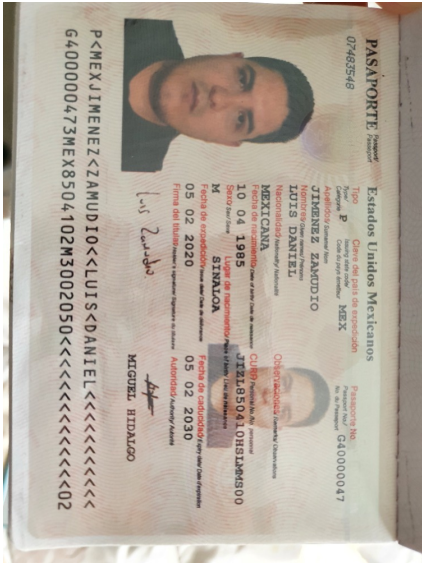 PASAPORTE Estados Unidos Mexicanos
07483548
Tipo Clave del país de expedición Pasaporte No.
P MEX G40000047
Apellidos
JIMENEZ ZAMUDIO
Nombres
LUIS DANIEL
Nacionalidad Observaciones
MEXICANA
Fecha de nacimiento CURP
10 04 1985 JIZL850410HSLMMS00
Sexo Lugar de nacimiento
M SINALOA
Fecha de expedición Fecha de caducidad
05 02 2020 05 02 2030
Firma del titular Autoridad
MIGUEL HIDALGO
Luis Zamudio
P<MEXJIMENEZ<ZAMUDIO<<LUIS<DANIEL<<<<<<<<<<<
G400000473MEX8504102M3002050<<<<<<<<<<<<<<02